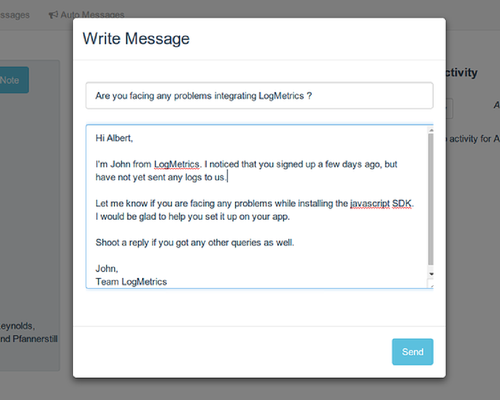 ssages
Auto Messages
Write Message
Note
ctivity
Are you facing any problems integrating LogMetrics ?
A
Hi Albert,
activity for A
I'm John from LogMetrics. I noticed that you signed up a few days ago, but
have not yet sent any logs to us.
Let me know if you are facing any problems while installing the javascript SDK.
I would be glad to help you set it up on your app.
Shoot a reply if you got any other queries as well.
John,
Team LogMetrics
eynolds,
nd Pfannerstill
Send